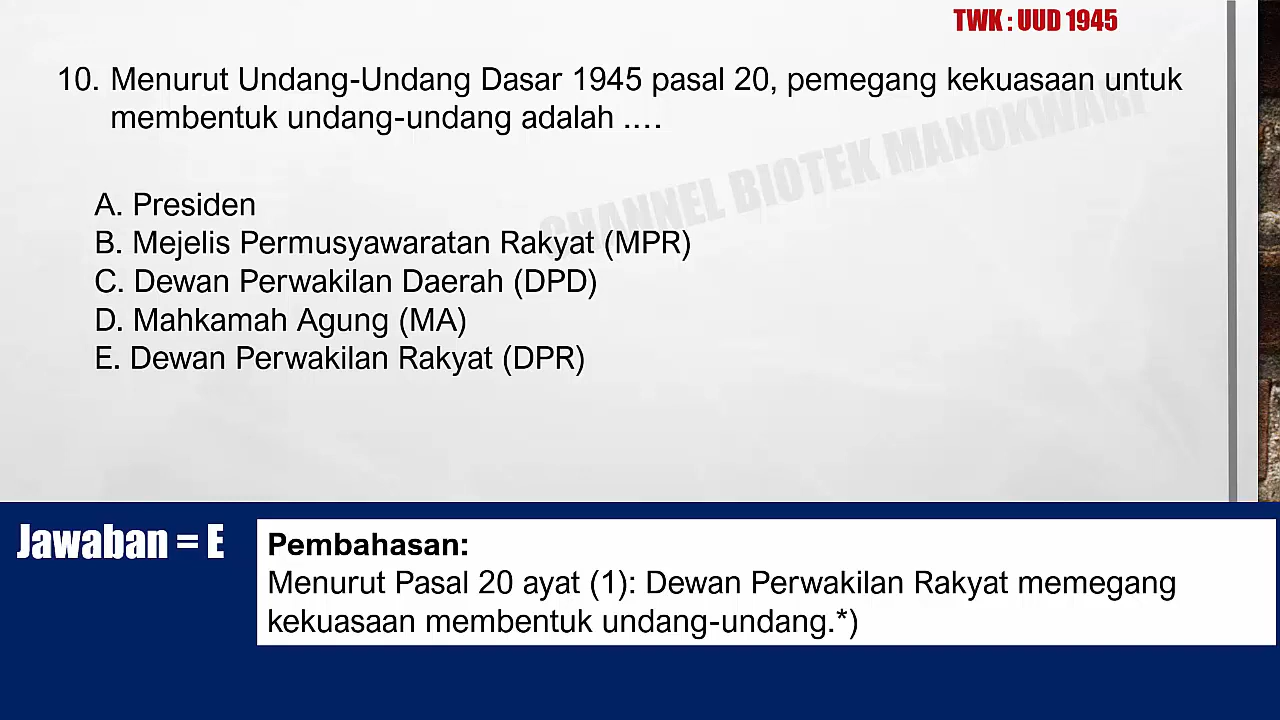 TWK : UUD 1945
10. Menurut Undang-Undang Dasar 1945 pasal 20, pemegang kekuasaan untuk
membentuk undang-undang adalah ....
CHANNEL BIOTEK MANOKWARI
A. Presiden
B. Mejelis Permusyawaratan Rakyat (MPR)
C. Dewan Perwakilan Daerah (DPD)
D. Mahkamah Agung (MA)
E. Dewan Perwakilan Rakyat (DPR)
Jawaban = E
Pembahasan:
Menurut Pasal 20 ayat (1): Dewan Perwakilan Rakyat memegang
kekuasaan membentuk undang-undang.*)